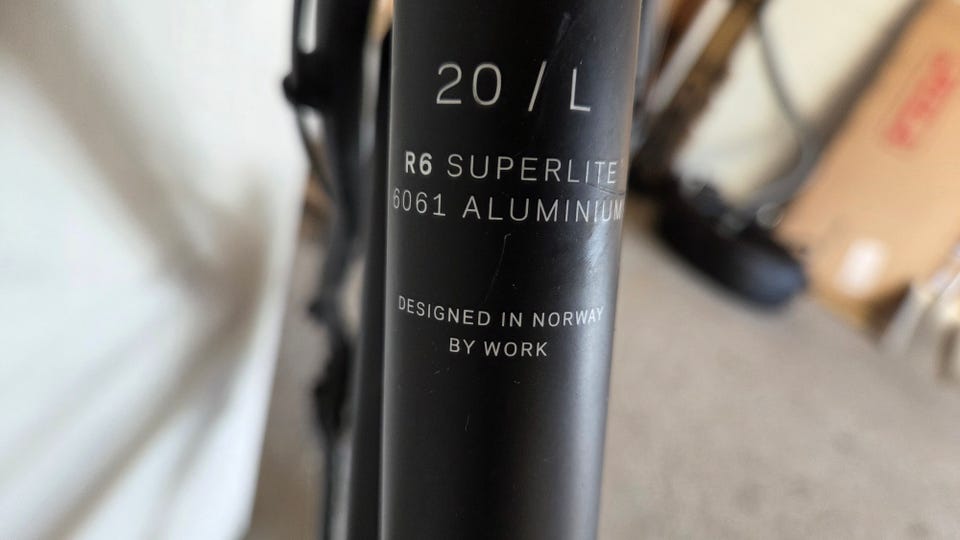 20 / L
R6 SUPERLITE
6061 ALUMINIUM
DESIGNED IN NORWAY
BY WORK